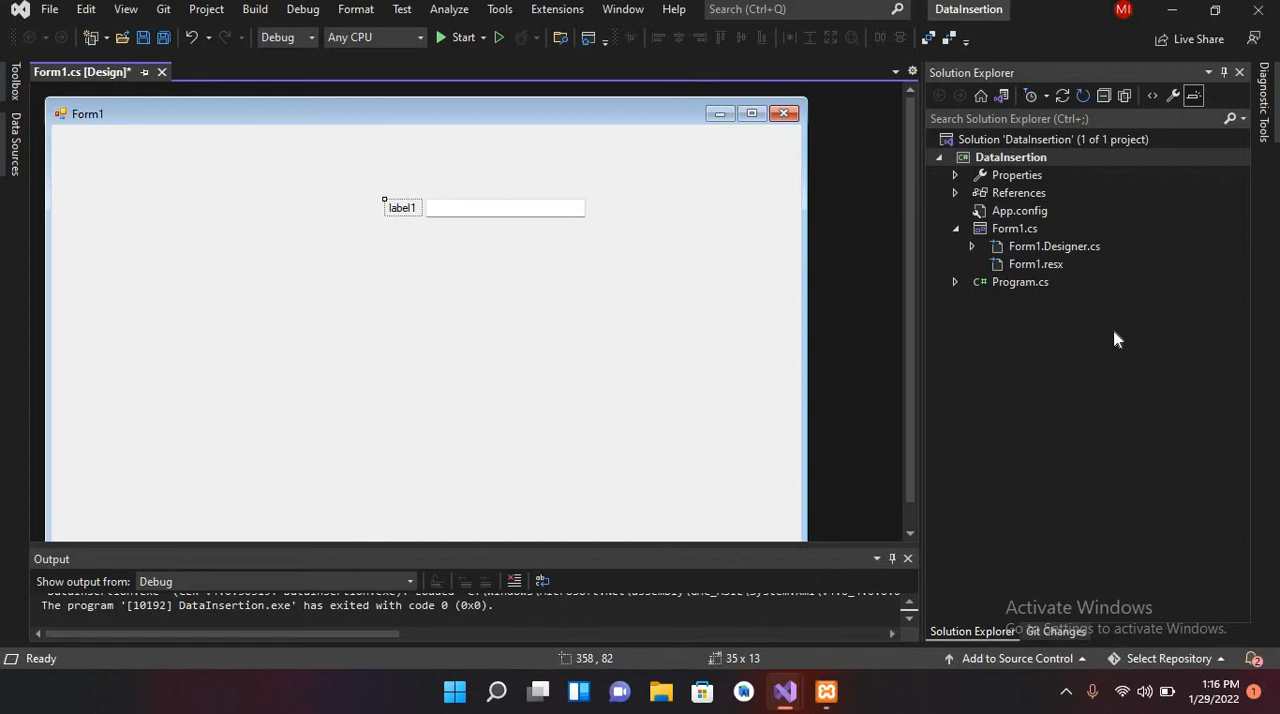 File Edit View Git Project Build Debug Format Test Analyze Tools Extensions Window Help Search (Ctrl+Q) DataInsertion MI
Debug Any CPU Start Live Share
Form1.cs [Design]*
Toolbox
Data Sources
Form1
label1
Solution Explorer
Search Solution Explorer (Ctrl+;)
Solution 'DataInsertion' (1 of 1 project)
DataInsertion
Properties
References
App.config
Form1.cs
Form1.Designer.cs
Form1.resx
C# Program.cs
Diagnostic Tools
Output
Show output from: Debug
The program '[10192] DataInsertion.exe' has exited with code 0 (0x0).
Activate Windows
Go to Settings to activate Windows.
Solution Explorer Git Changes
Ready 358 , 82 35 x 13 Add to Source Control Select Repository 2
1:16 PM
1/29/2022 1